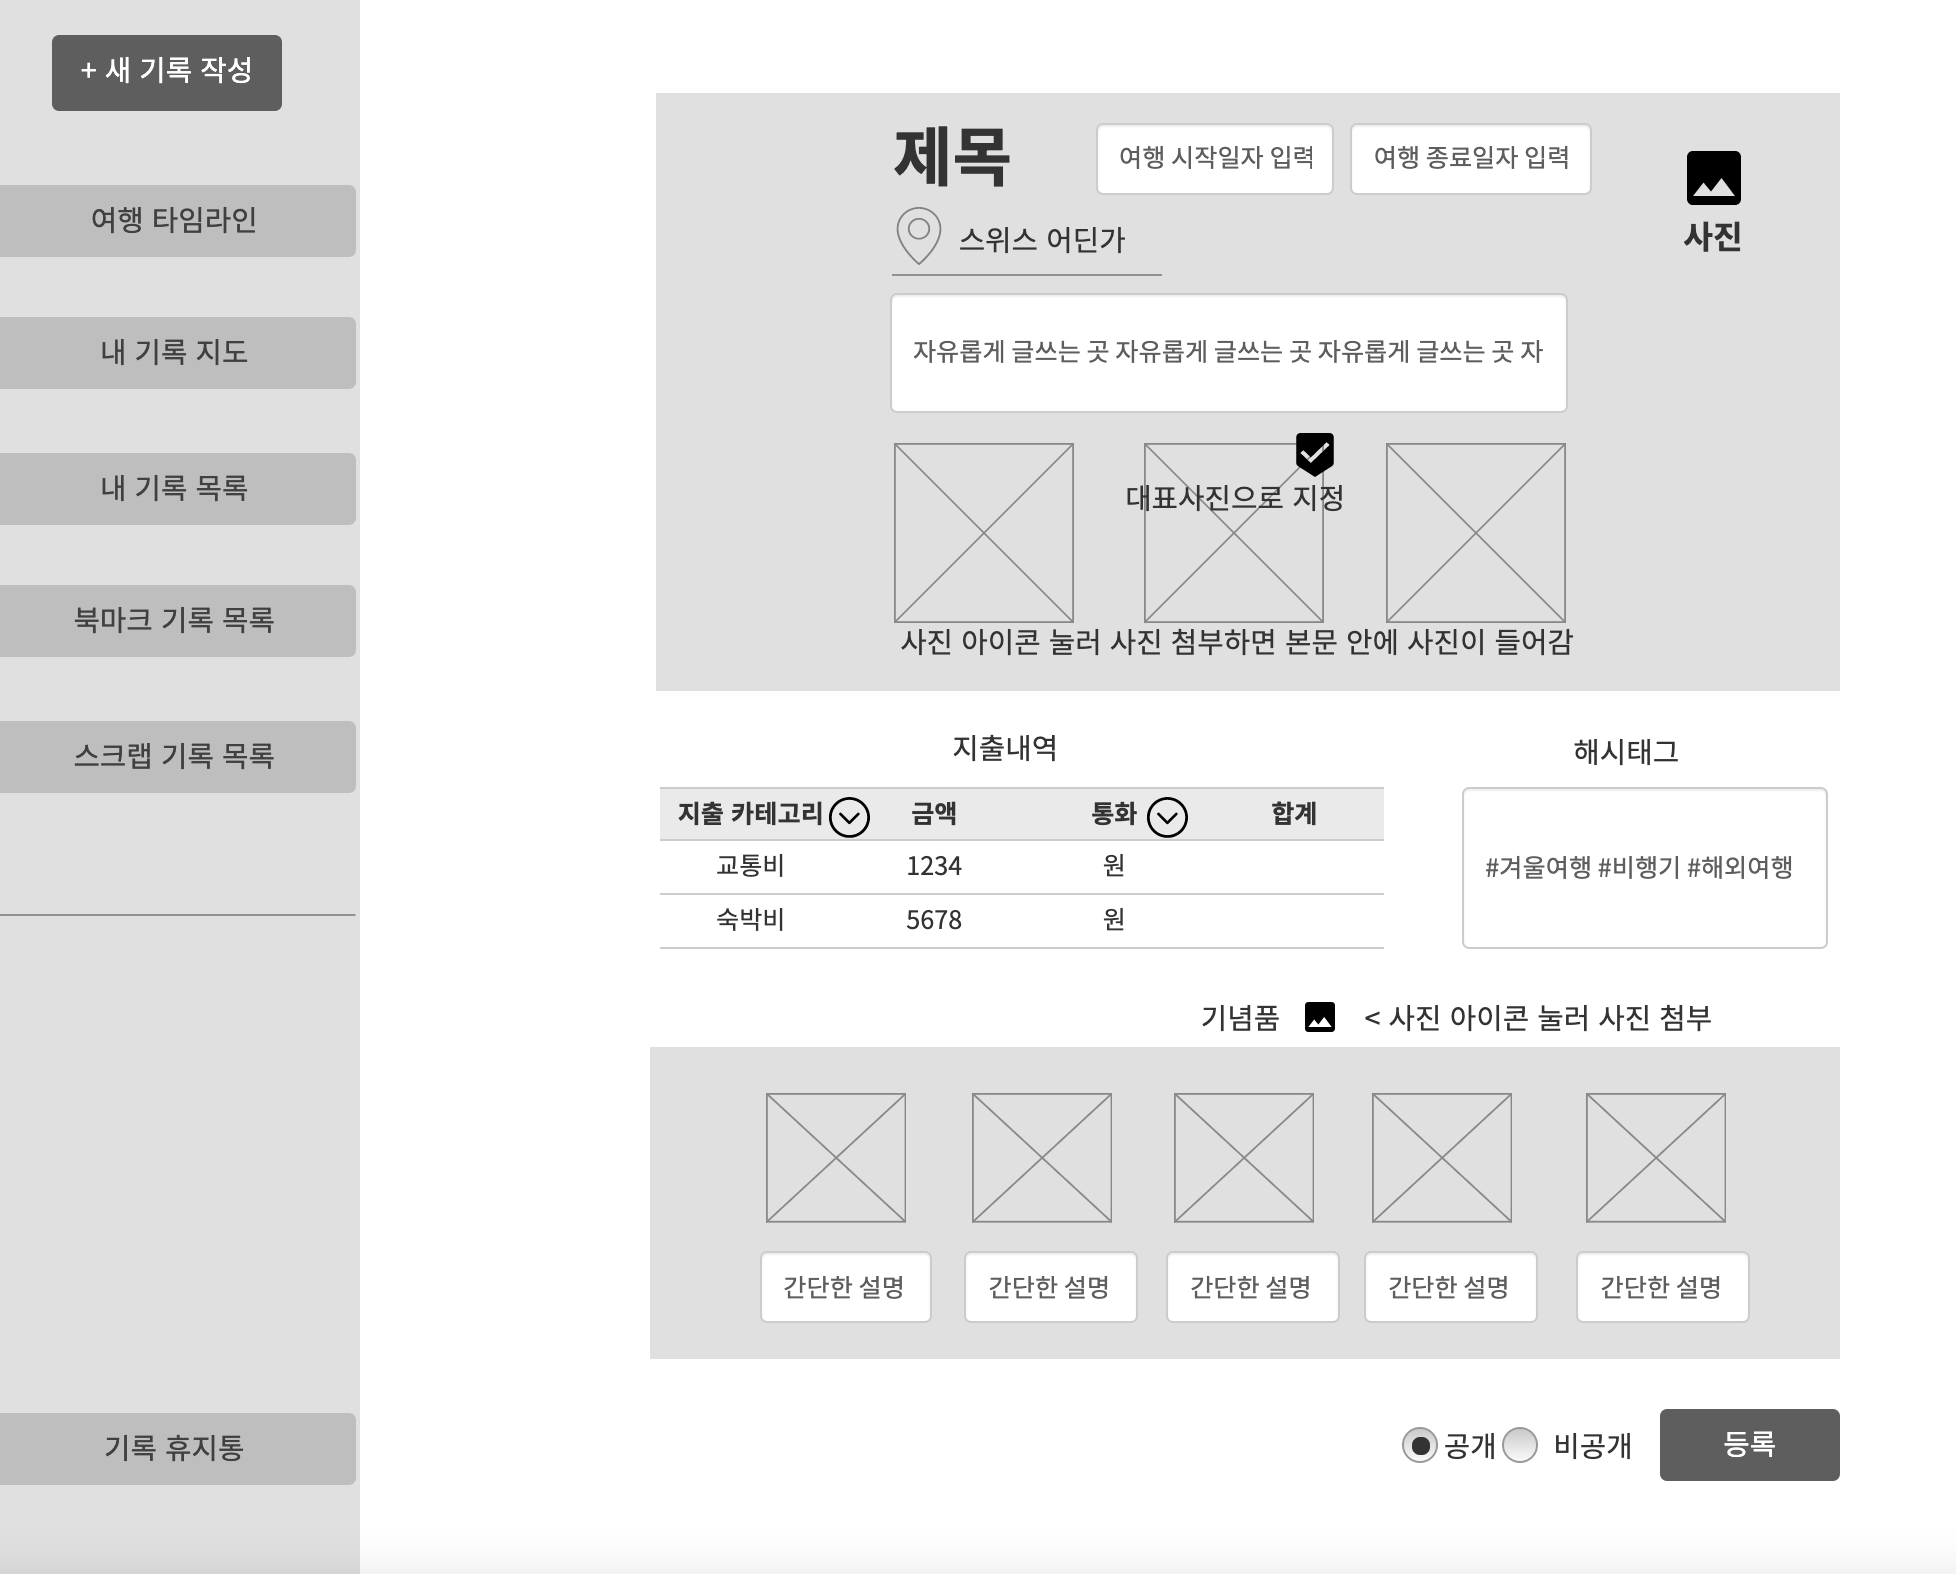 + 새 기록 작성
여행 타임라인
내 기록 지도
내 기록 목록
북마크 기록 목록
스크랩 기록 목록
기록 휴지통
제목
여행 시작일자 입력
여행 종료일자 입력
사진
스위스 어딘가
자유롭게 글쓰는 곳 자유롭게 글쓰는 곳 자유롭게 글쓰는 곳 자
대표사진으로 지정
사진 아이콘 눌러 사진 첨부하면 본문 안에 사진이 들어감
지출내역
지출 카테고리 금액 통화 합계
교통비 1234 원
숙박비 5678 원
해시태그
#겨울여행 #비행기 #해외여행
기념품 < 사진 아이콘 눌러 사진 첨부
간단한 설명
간단한 설명
간단한 설명
간단한 설명
간단한 설명
공개 비공개
등록